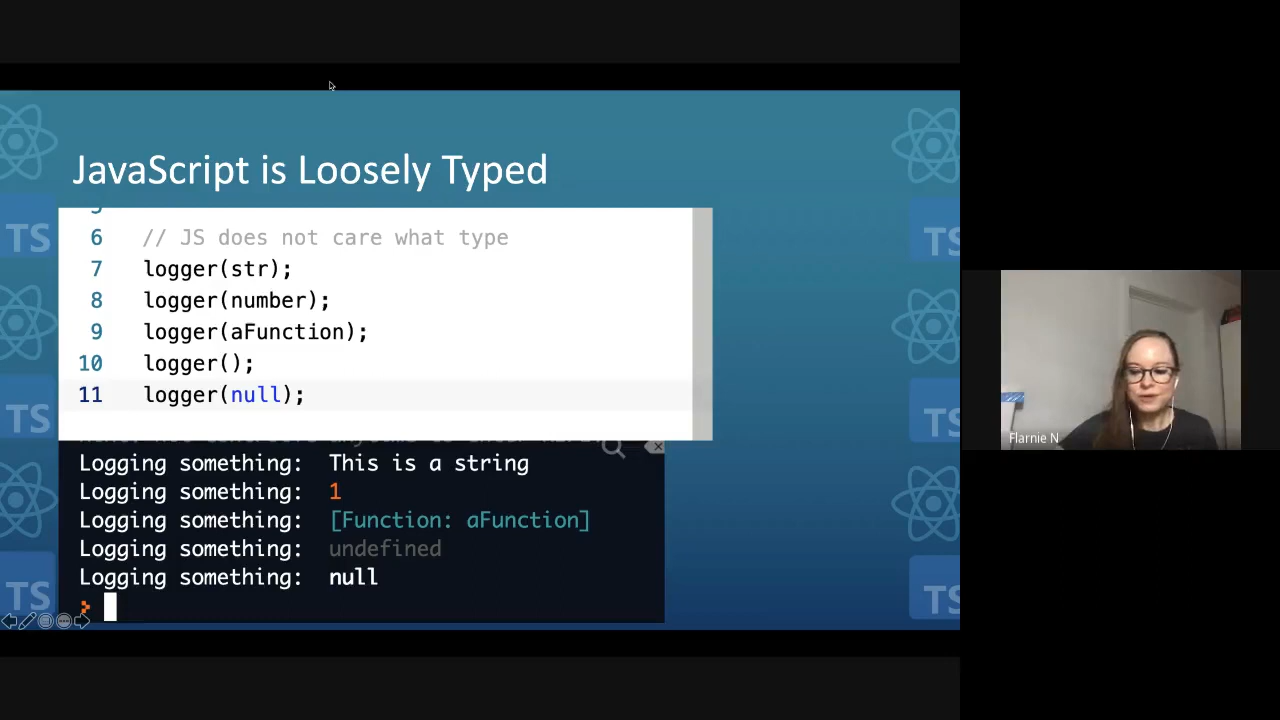 JavaScript is Loosely Typed
6 // JS does not care what type
7 logger(str);
8 logger(number);
9 logger(aFunction);
10 logger();
11 logger(null);
Logging something: This is a string
Logging something: 1
Logging something: [Function: aFunction]
Logging something: undefined
Logging something: null
TS
TS
TS
TS
TS
TS
Flarnie N